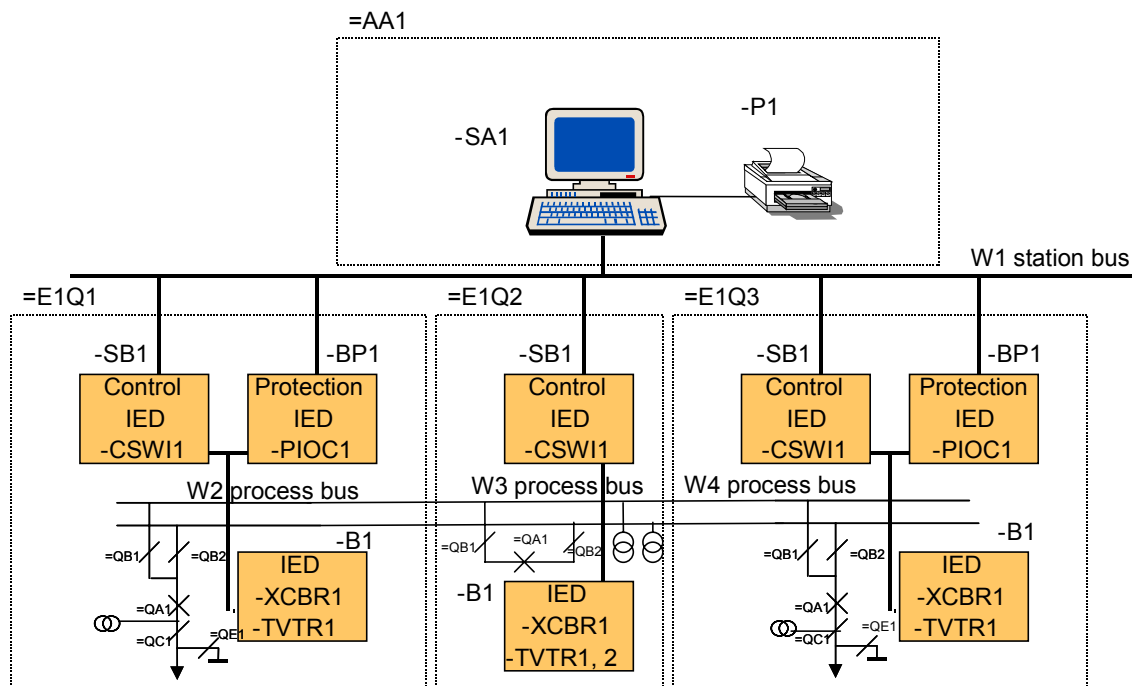 =AA1
-P1
-SA1
W1 station bus
=E1Q1
=E1Q2
=E1Q3
-SB1
-BP1
-SB1
-SB1
-BP1
Control
IED
-CSWI1
Protection
IED
-PIOC1
Control
IED
-CSWI1
Control
IED
-CSWI1
Protection
IED
-PIOC1
W2 process bus
W3 process bus
W4 process bus
=QB1
=QB2
-B1
IED
-XCBR1
-TVTR1
=QA1
=QC1
=QE1
=QB1
=QA1
=QB2
-B1
IED
-XCBR1
-TVTR1, 2
=QB1
=QB2
-B1
IED
-XCBR1
-TVTR1
=QA1
=QC1
=QE1